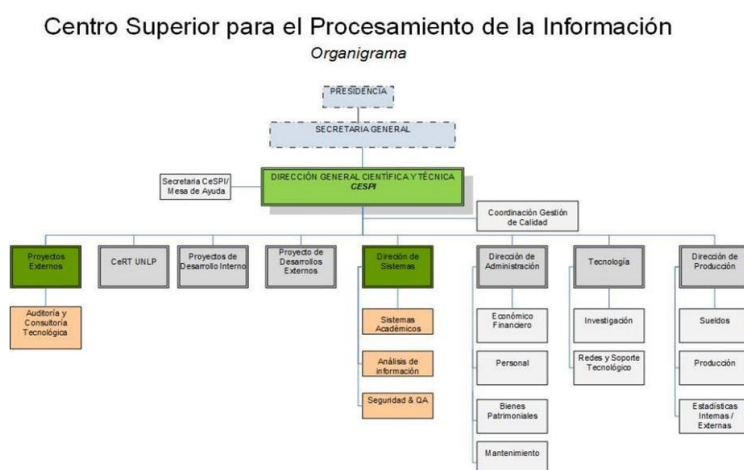 Centro Superior para el Procesamiento de la Información
Organigrama
PRESIDENCIA
SECRETARIA GENERAL
DIRECCIÓN GENERAL CIENTÍFICA Y TÉCNICA
CESPI
Secretaria CeSPI/
Mesa de Ayuda
Coordinación Gestión
de Calidad
Proyectos
Externos
CeRT UNLP
Proyectos de
Desarrollo Interno
Proyecto de
Desarrollos
Externos
Direción de
Sistemas
Dirección de
Administración
Tecnología
Dirección de
Producción
Auditoría y
Consultoría
Tecnológica
Sistemas
Académicos
Análisis de
información
Seguridad & QA
Económico
Financiero
Personal
Bienes
Patrimoniales
Mantenimiento
Investigación
Redes y Soporte
Tecnológico
Sueldos
Producción
Estadísticas
Internas /
Externas